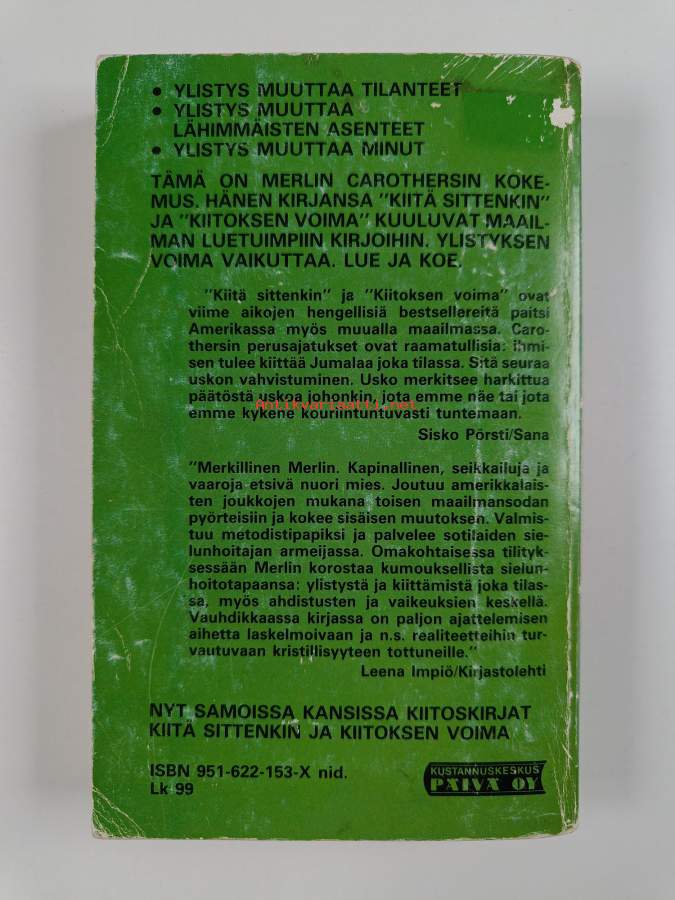 • YLISTYS MUUTTAA TILANTEET
• YLISTYS MUUTTAA
LÄHIMMÄISTEN ASENTEET
• YLISTYS MUUTTAA MINUT
TÄMÄ ON MERLIN CAROTHERSIN KOKE-
MUS. HÄNEN KIRJANSA "KIITÄ SITTENKIN"
JA "KIITOKSEN VOIMA" KUULUVAT MAAIL-
MAN LUETUIMPIIN KIRJOIHIN. YLISTYKSEN
VOIMA VAIKUTTAA. LUE JA KOE.
"Kiitä sittenkin" ja "Kiitoksen voima" ovat
viime aikojen hengellisiä bestsellereitä paitsi
Amerikassa myös muualla maailmassa. Caro-
thersin perusajatukset ovat raamatullisia: ihmi-
sen tulee kiittää Jumalaa joka tilassa. Sitä seuraa
uskon vahvistuminen. Usko merkitsee harkittua
päätöstä uskoa johonkin, jota emme näe tai jota
Antikvariaatti.net
emme kykene kouriintuntuvasti tuntemaan.
Sisko Pörsti/Sana
"Merkillinen Merlin. Kapinallinen, seikkailuja ja
vaaroja etsivä nuori mies. Joutuu amerikkalais-
ten joukkojen mukana toisen maailmansodan
pyörteisiin ja kokee sisäisen muutoksen. Valmis-
tuu metodistipapiksi ja palvelee sotilaiden sie-
lunhoitajan armeijassa. Omakohtaisessa tilityk-
sessään Merlin korostaa kumouksellista sielun-
hoitotapaansa: ylistystä ja kiittämistä joka tilas-
sa, myös ahdistusten ja vaikeuksien keskellä.
Vauhdikkaassa kirjassa on paljon ajattelemisen
aihetta laskelmoivaan ja n.s. realiteetteihin tur-
vautuvaan kristillisyyteen tottuneille."
Leena Impiö/Kirjastolehti
NYT SAMOISSA KANSISSA KIITOSKIRJAT
KIITÄ SITTENKIN JA KIITOKSEN VOIMA
ISBN 951-622-153-X nid.
Lk 99
KUSTANNUSKESKUS
PÄIVÄ OY